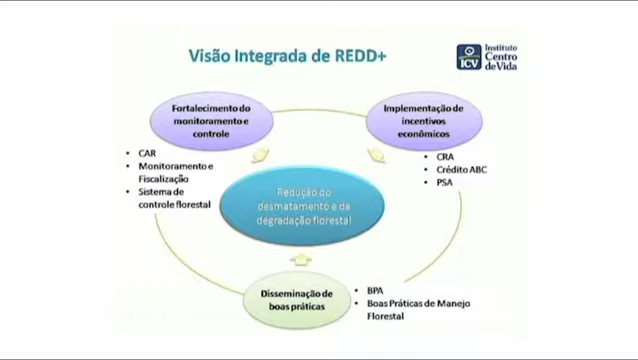 Visão Integrada de REDD+
Instituto
Centro
de Vida
ICV
Fortalecimento do
monitoramento e
controle
Implementação de
incentivos
econômicos
• CAR
• Monitoramento e
Fiscalização
• Sistema de
controle florestal
• CRA
• Crédito ABC
• PSA
Redução do
desmatamento e da
degradação florestal
Disseminação de
boas práticas
• BPA
• Boas Práticas de Manejo
Florestal